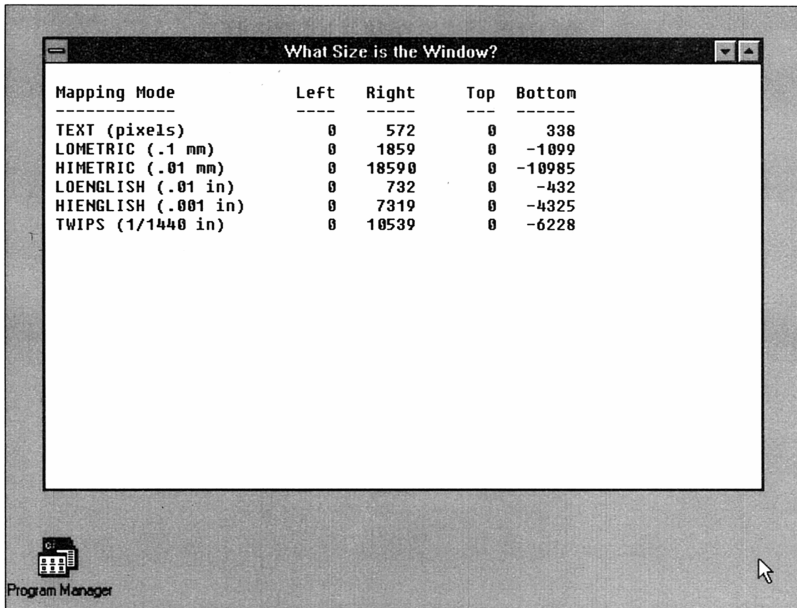 What Size is the Window?
Mapping Mode Left Right Top Bottom
------------- ---- ----- --- ------
TEXT (pixels) 0 572 0 338
LOMETRIC (.1 mm) 0 1859 0 -1099
HIMETRIC (.01 mm) 0 18590 0 -10985
LOENGLISH (.01 in) 0 732 0 -432
HIENGLISH (.001 in) 0 7319 0 -4325
TWIPS (1/1440 in) 0 10539 0 -6228
C:\
Program Manager